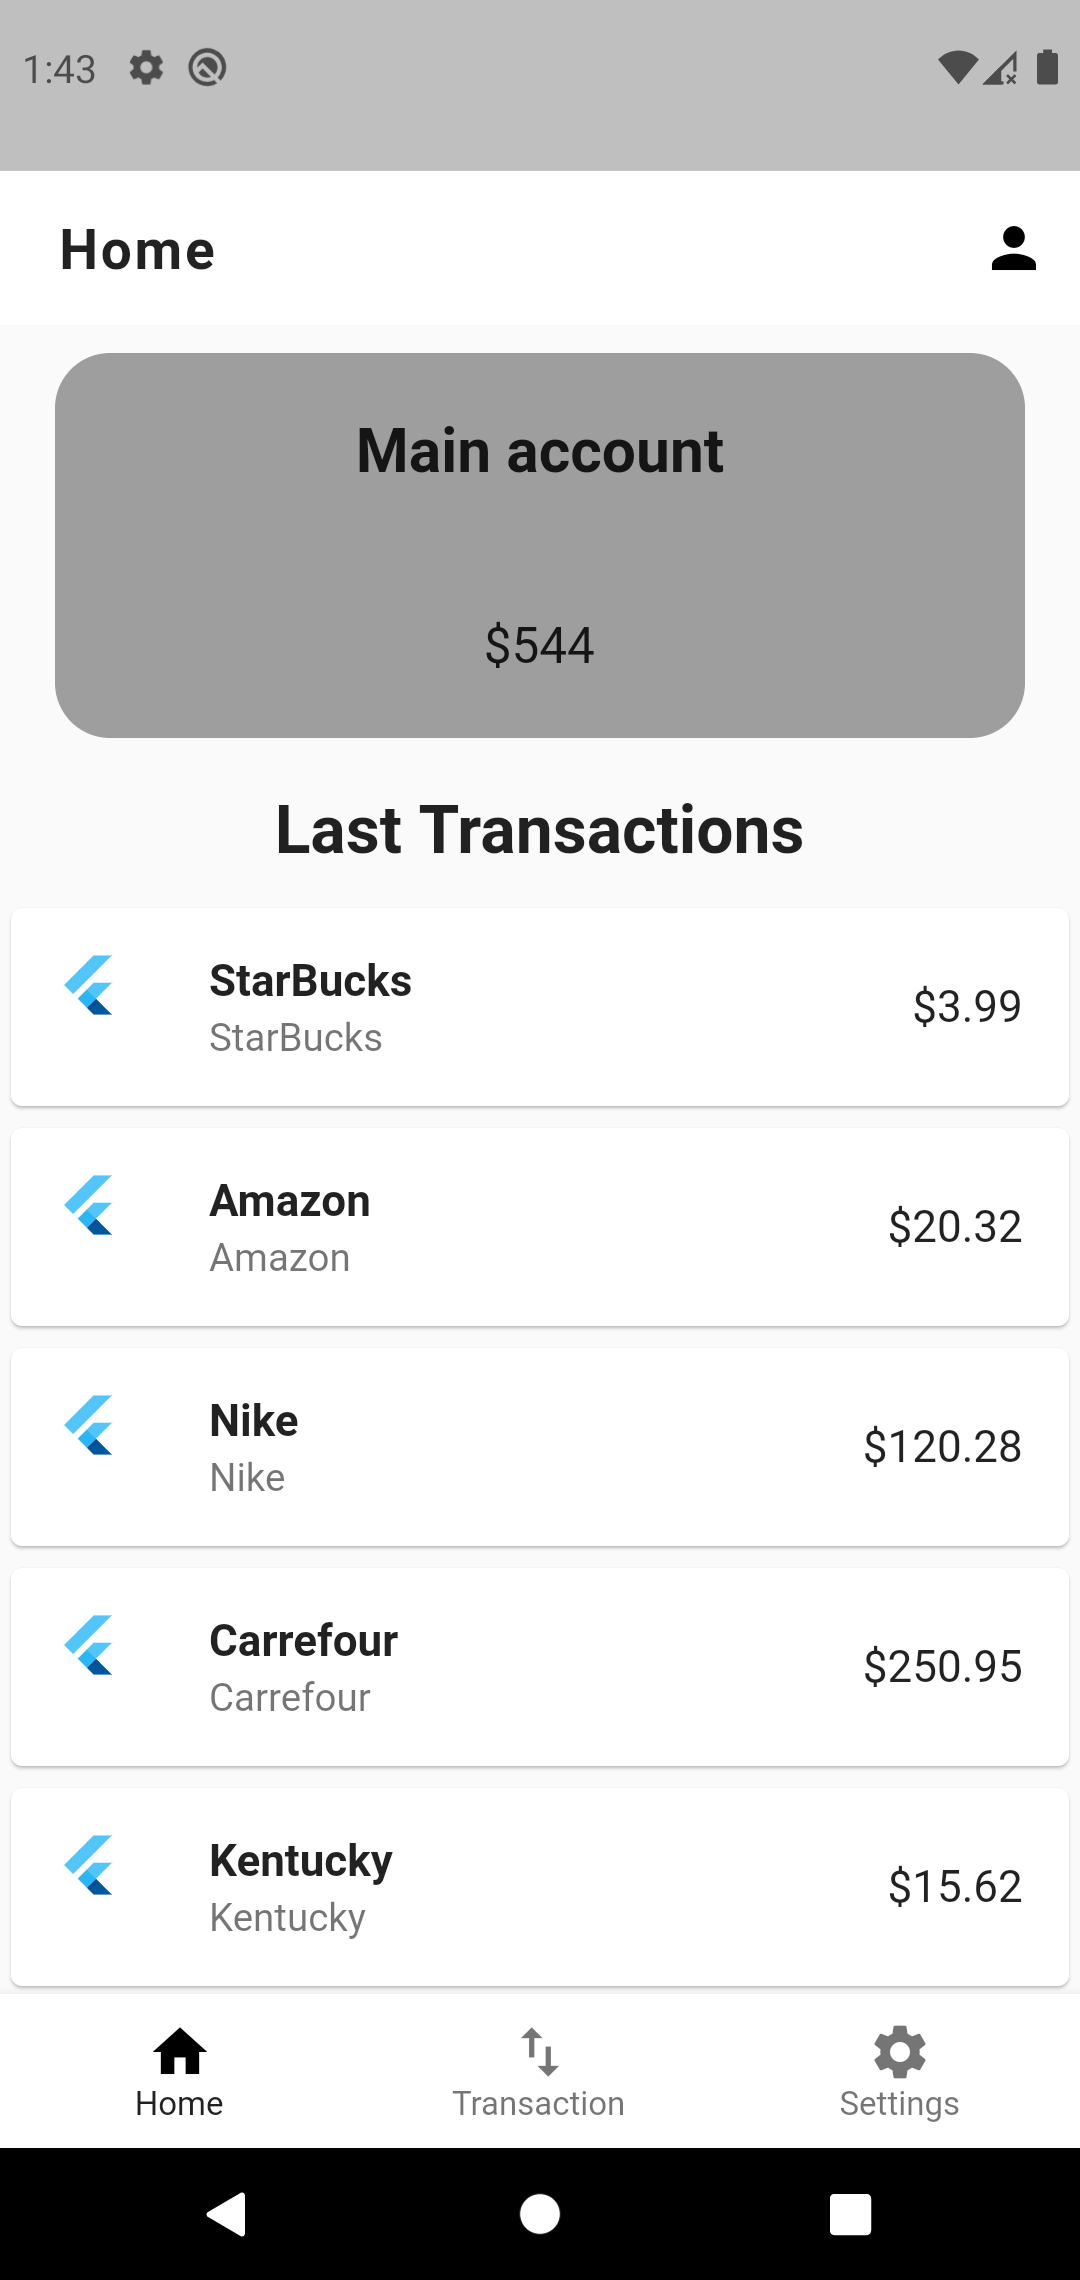 1:43
Home
Main account
$544
Last Transactions
StarBucks
StarBucks
$3.99
Amazon
Amazon
$20.32
Nike
Nike
$120.28
Carrefour
Carrefour
$250.95
Kentucky
Kentucky
$15.62
Home
Transaction
Settings